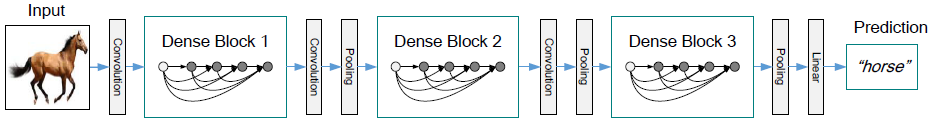 Input
Convolution
Dense Block 1
Convolution
Pooling
Dense Block 2
Convolution
Pooling
Dense Block 3
Pooling
Linear
Prediction
“horse”